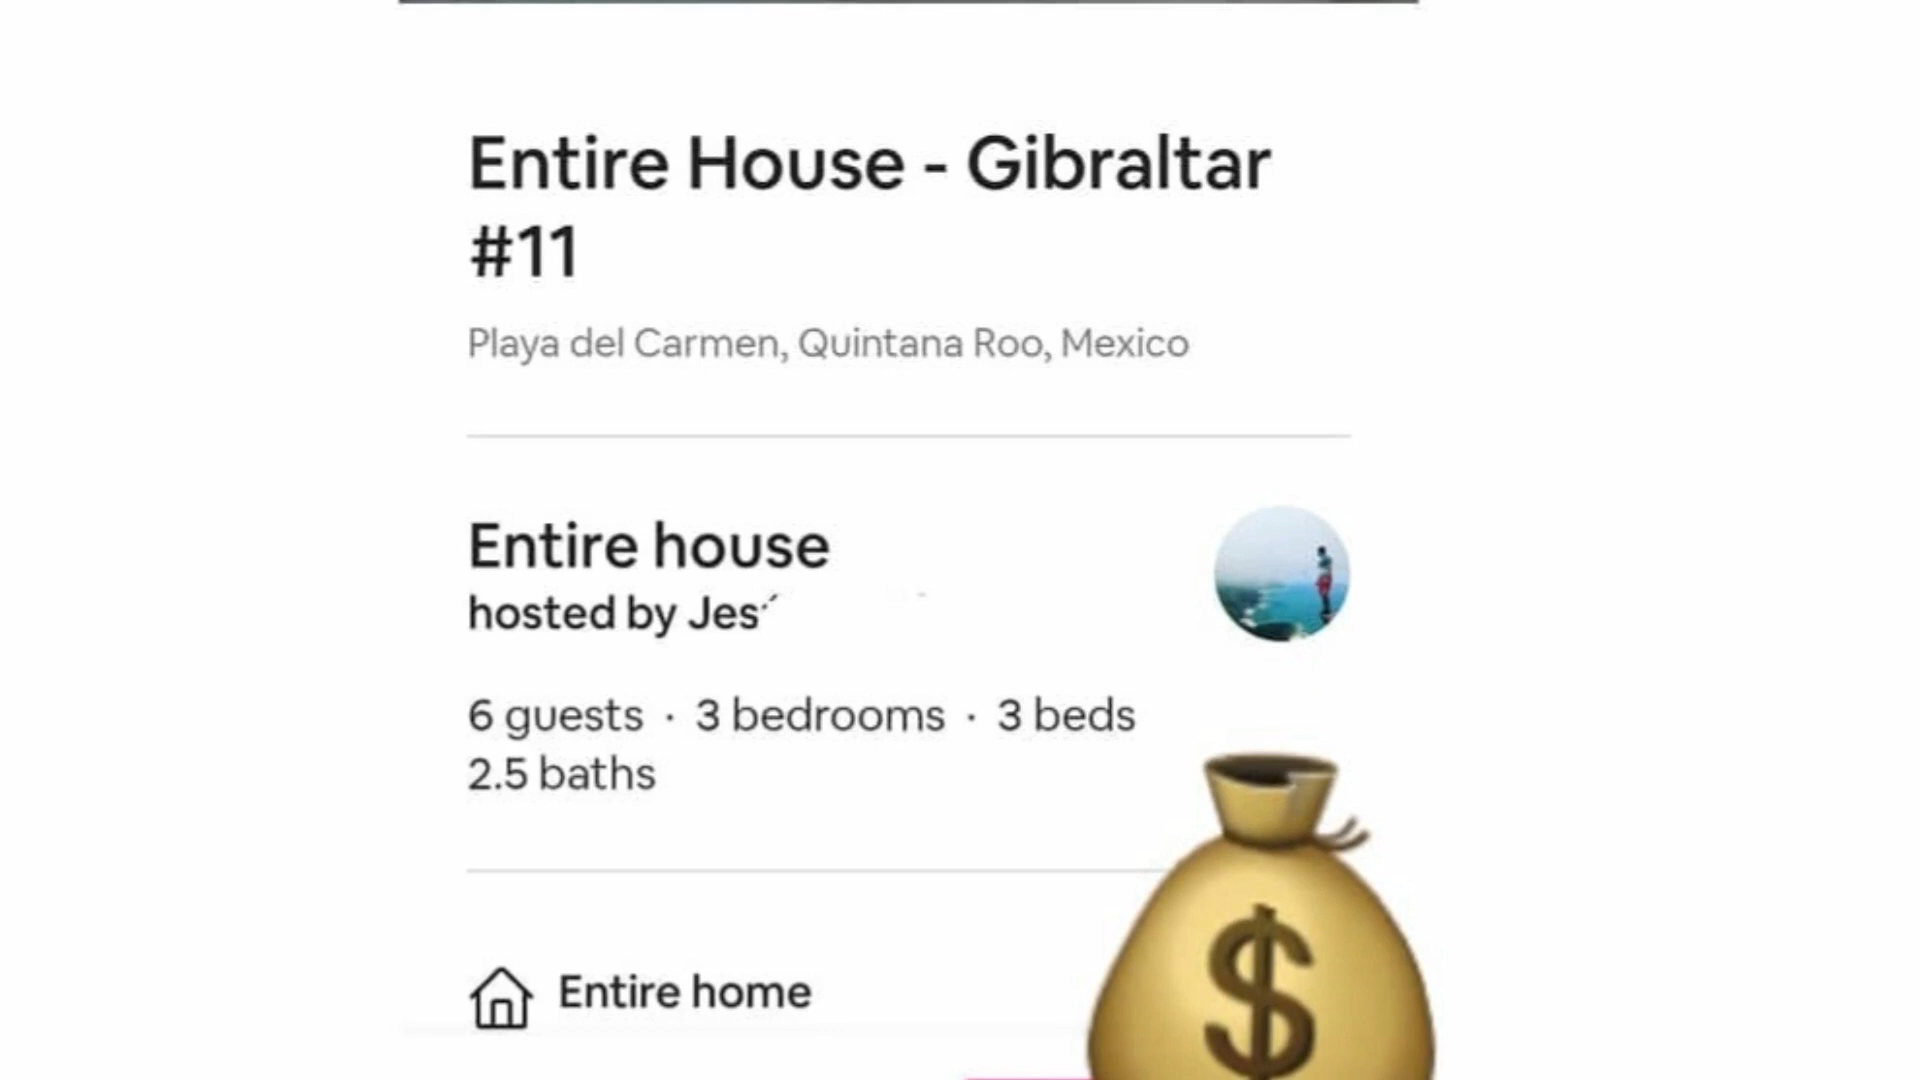 Entire House - Gibraltar
#11
Playa del Carmen, Quintana Roo, Mexico
Entire house
hosted by Jes
6 guests · 3 bedrooms · 3 beds
2.5 baths
$
Entire home